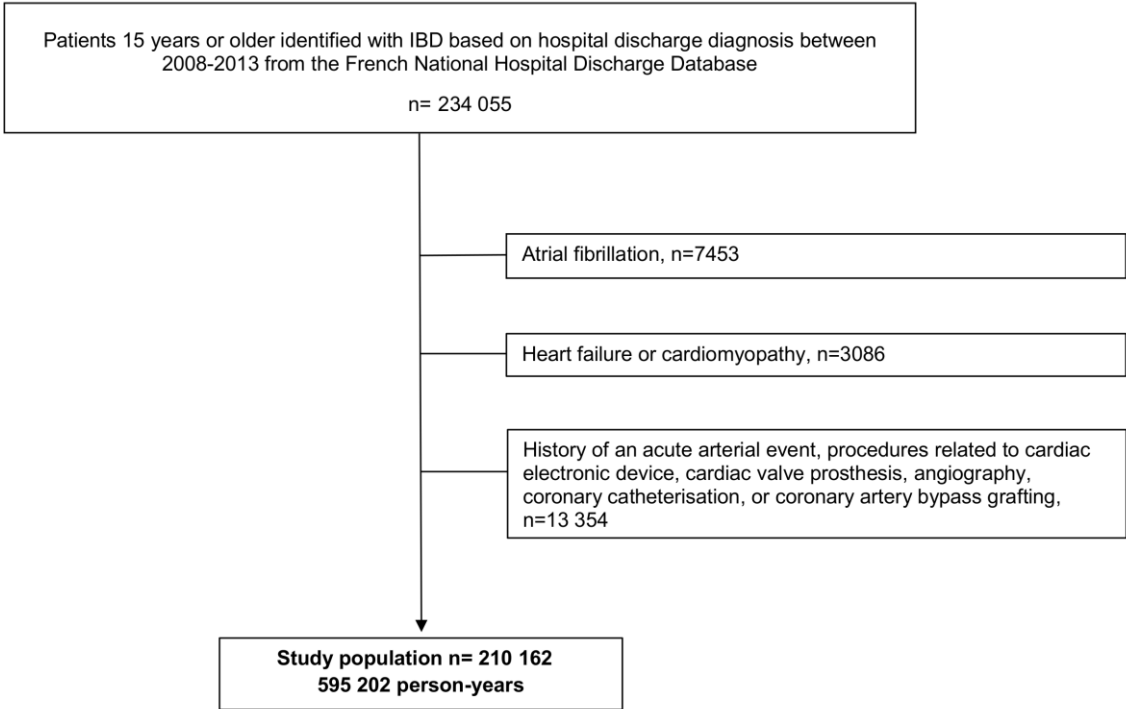 Patients 15 years or older identified with IBD based on hospital discharge diagnosis between
2008-2013 from the French National Hospital Discharge Database
n= 234 055
Atrial fibrillation, n=7453
Heart failure or cardiomyopathy, n=3086
History of an acute arterial event, procedures related to cardiac
electronic device, cardiac valve prosthesis, angiography,
coronary catheterisation, or coronary artery bypass grafting,
n=13 354
Study population n= 210 162
595 202 person-years